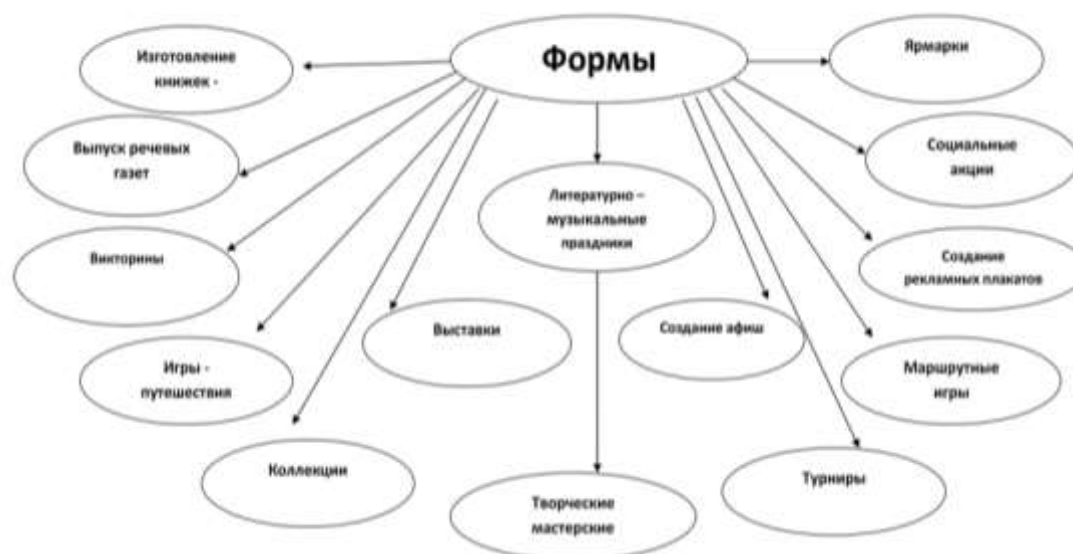 Формы
Изготовление
книжек -
Ярмарки
Выпуск речевых
газет
Социальные
акции
Литературно –
музыкальные
праздники
Викторины
Создание
рекламных плакатов
Выставки
Создание афиш
Игры -
путешествия
Маршрутные
игры
Коллекции
Турниры
Творческие
мастерские